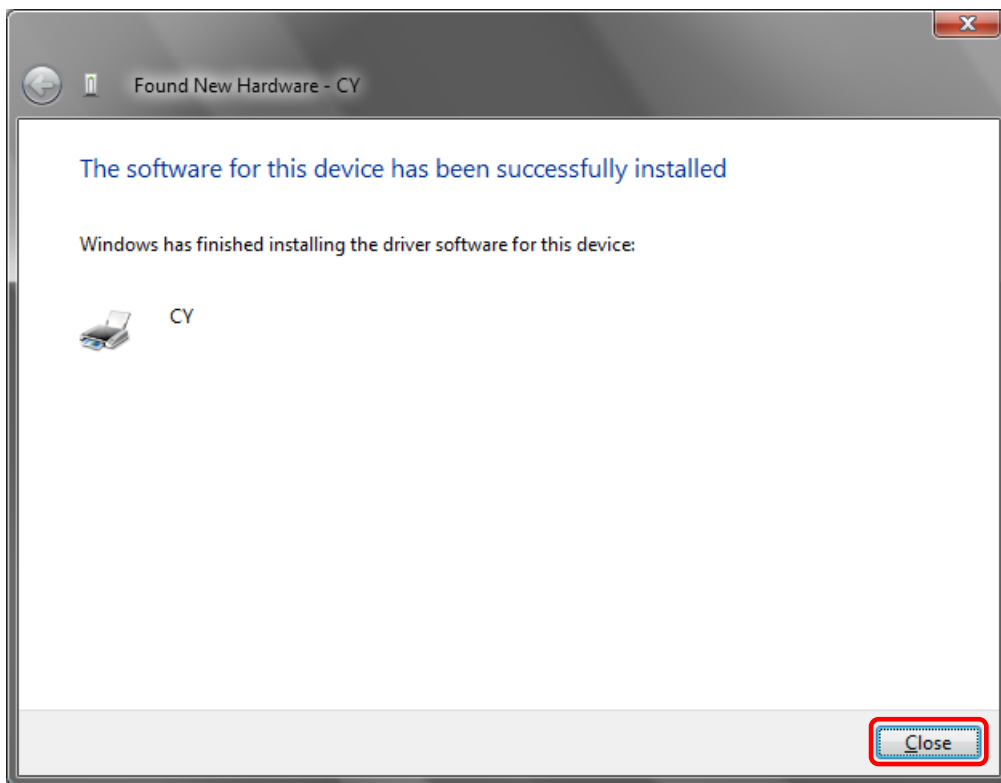 Found New Hardware - CY
The software for this device has been successfully installed
Windows has finished installing the driver software for this device:
CY
Close